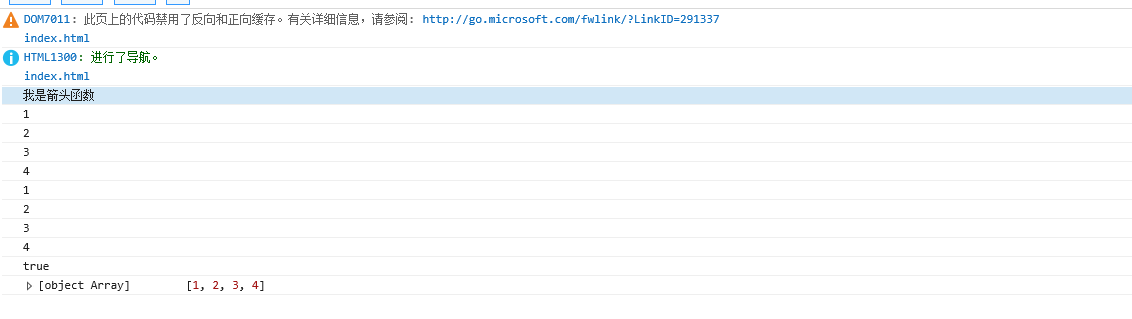 DOM7011: 此页上的代码禁用了反向和正向缓存。有关详细信息，请参阅: http://go.microsoft.com/fwlink/?LinkID=291337
index.html
HTML1300: 进行了导航。
index.html
我是箭头函数
1
2
3
4
1
2
3
4
true
[object Array] [1, 2, 3, 4]